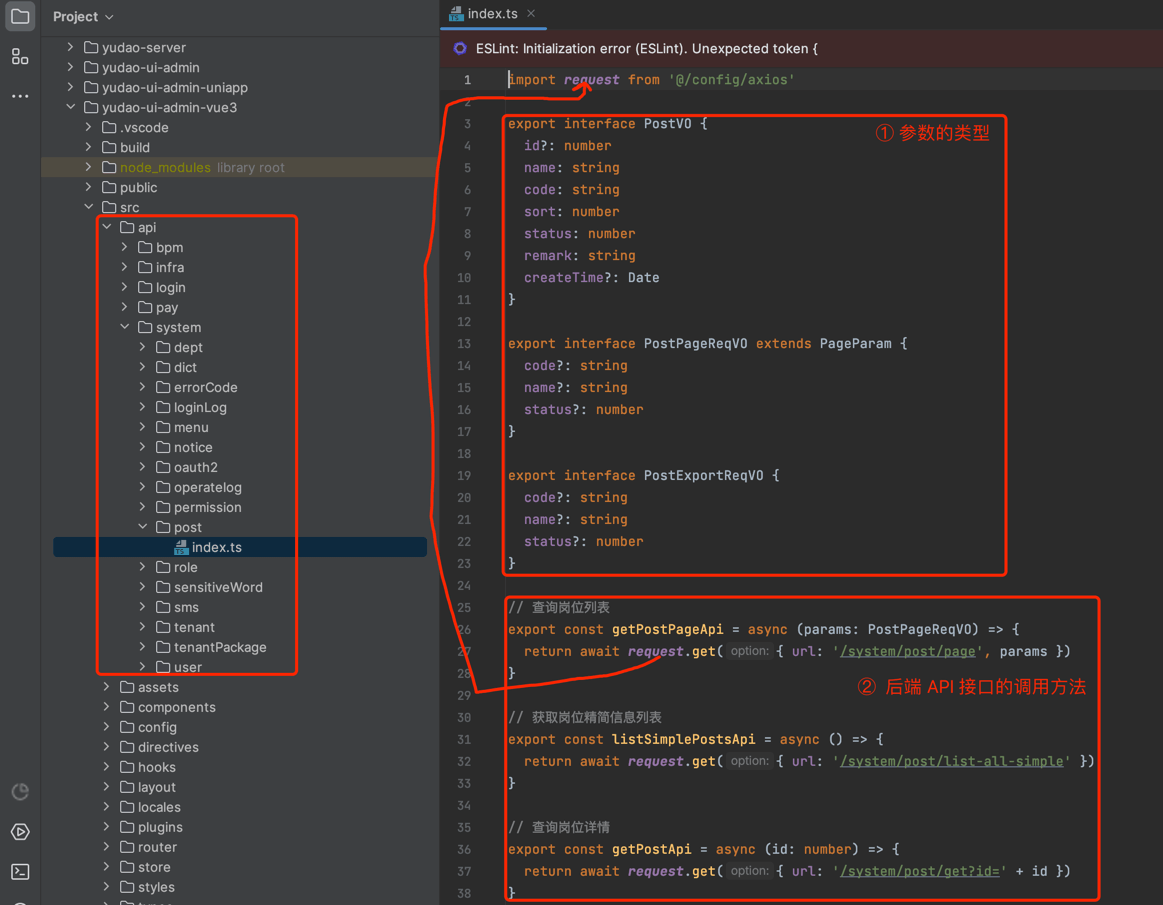 Project
yudao-server
yudao-ui-admin
yudao-ui-admin-uniapp
yudao-ui-admin-vue3
.vscode
build
node_modules library root
public
src
api
bpm
infra
login
pay
system
dept
dict
errorCode
loginLog
menu
notice
oauth2
operatelog
permission
post
index.ts
role
sensitiveWord
sms
tenant
tenantPackage
user
assets
components
config
directives
hooks
layout
locales
plugins
router
store
styles
index.ts
ESLint: Initialization error (ESLint). Unexpected token {
1 import request from '@/config/axios'
2
3 export interface PostVO {
① 参数的类型
4 id?: number
5 name: string
6 code: string
7 sort: number
8 status: number
9 remark: string
10 createTime?: Date
11 }
12
13 export interface PostPageReqVO extends PageParam {
14 code?: string
15 name?: string
16 status?: number
17 }
18
19 export interface PostExportReqVO {
20 code?: string
21 name?: string
22 status?: number
23 }
24
25 // 查询岗位列表
26 export const getPostPageApi = async (params: PostPageReqVO) => {
27 return await request.get( option: { url: '/system/post/page', params })
28 }
② 后端 API 接口的调用方法
29
30 // 获取岗位精简信息列表
31 export const listSimplePostsApi = async () => {
32 return await request.get( option: { url: '/system/post/list-all-simple' })
33 }
34
35 // 查询岗位详情
36 export const getPostApi = async (id: number) => {
37 return await request.get( option: { url: '/system/post/get?id=' + id })
38 }